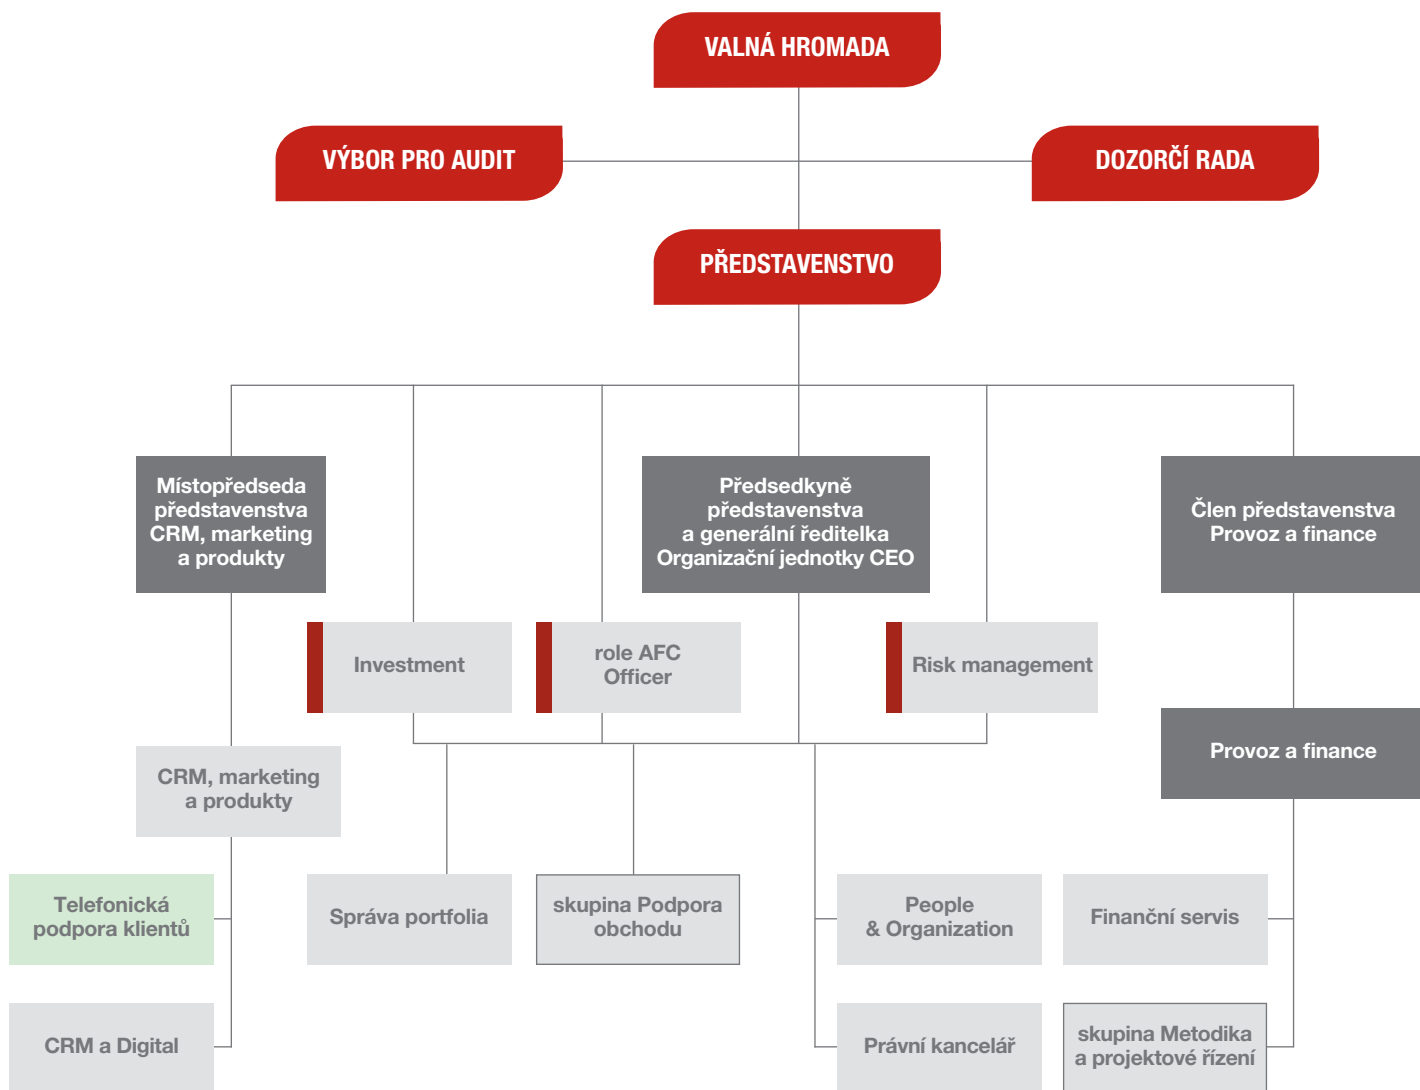 VALNÁ HROMADA
VÝBOR PRO AUDIT
DOZORČÍ RADA
PŘEDSTAVENSTVO
Místopředseda
představenstva
CRM, marketing
a produkty
Předsedkyně
představenstva
a generální ředitelka
Organizační jednotky CEO
Člen představenstva
Provoz a finance
Investment
role AFC
Officer
Risk management
CRM, marketing
a produkty
Provoz a finance
Telefonická
podpora klientů
Správa portfolia
skupina Podpora
obchodu
People
& Organization
Finanční servis
CRM a Digital
Právní kancelář
skupina Metodika
a projektové řízení